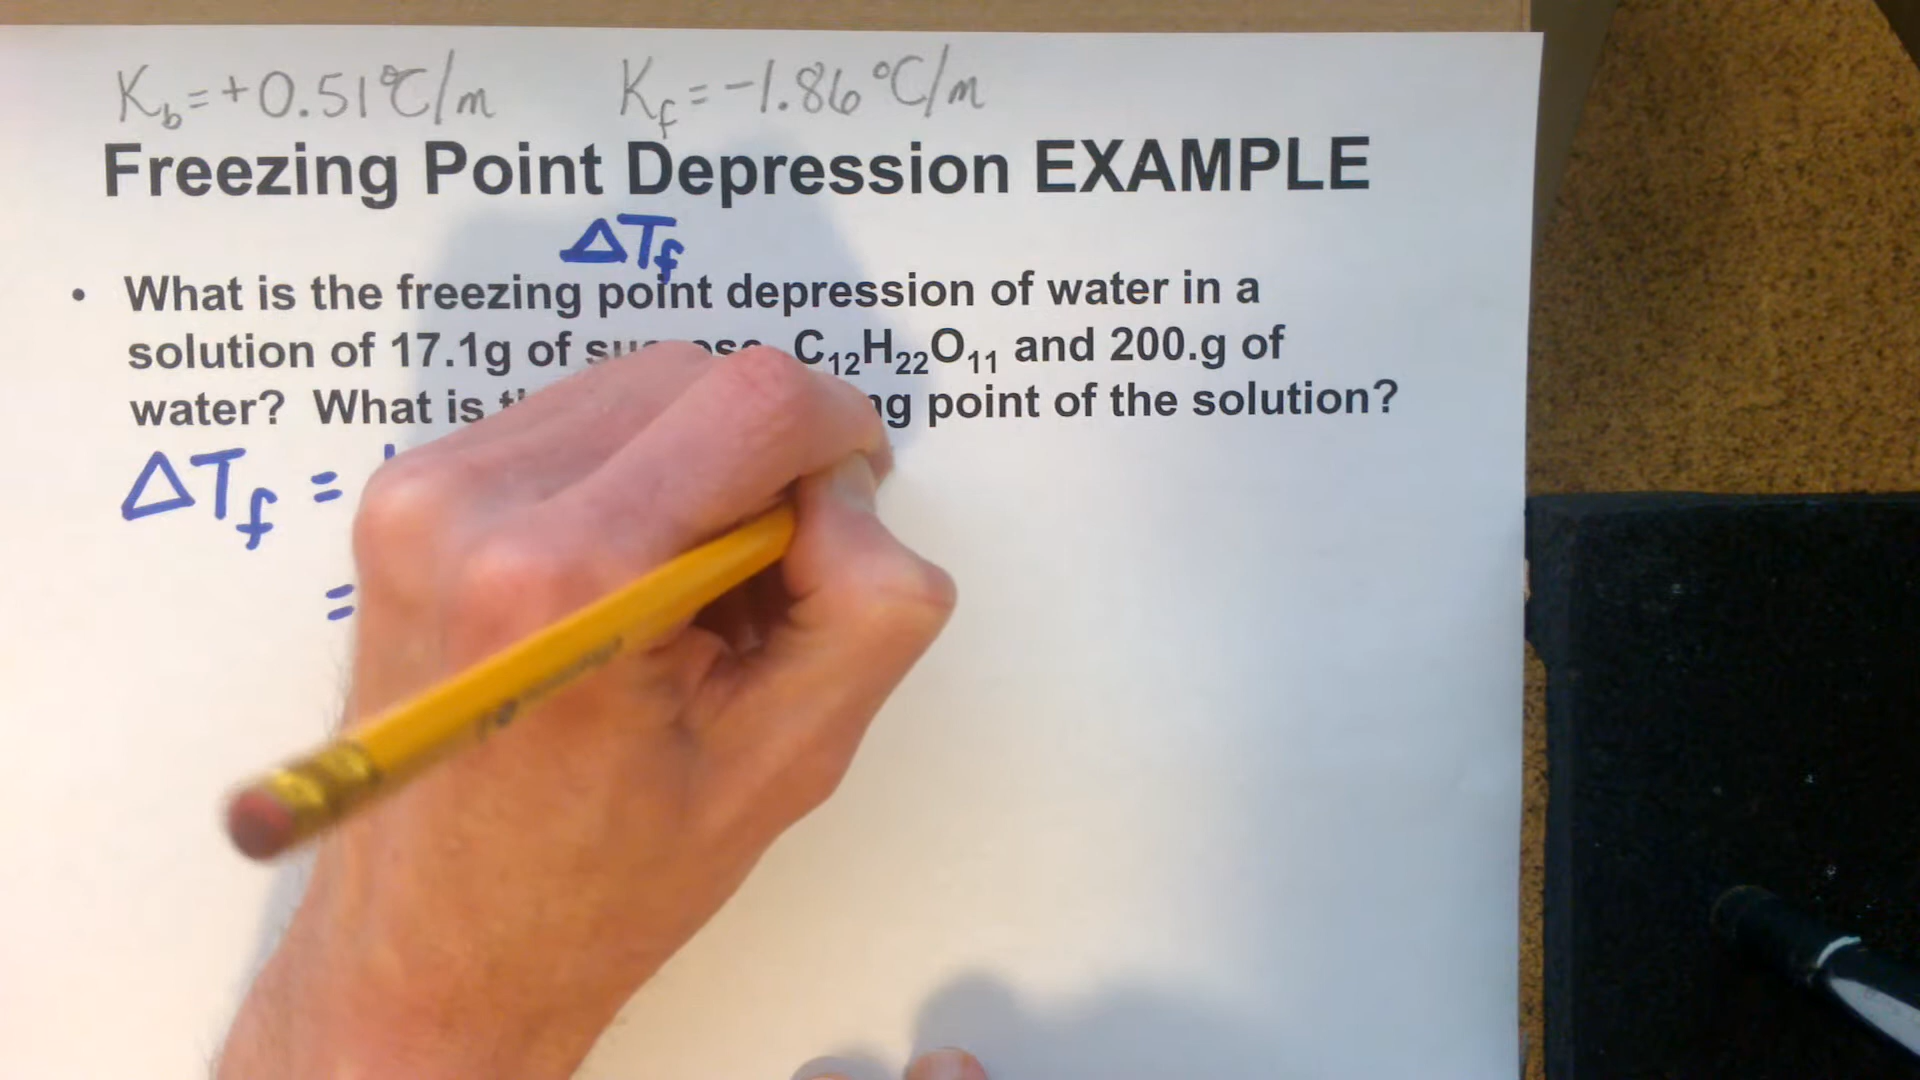 Kb = +0.51°C/m Kf = -1.86°C/m
Freezing Point Depression EXAMPLE
ΔTf
• What is the freezing point depression of water in a
solution of 17.1g of C₁₂H₂₂O₁₁ and 200.g of
water? What is point of the solution?
ΔTf =
=